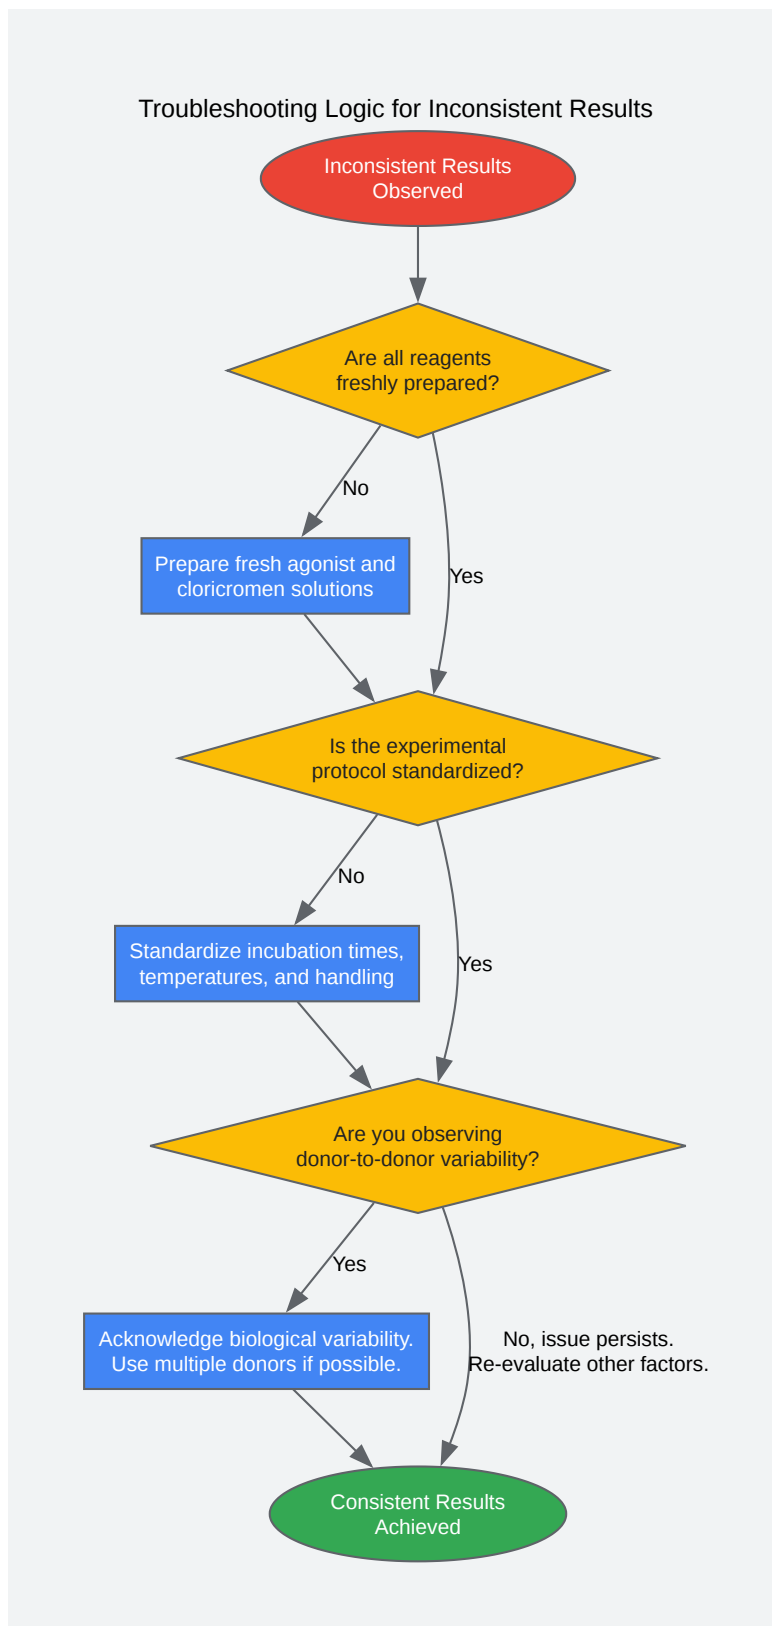 Troubleshooting Logic for Inconsistent Results
Inconsistent Results
Observed
Are all reagents
freshly prepared?
No
Prepare fresh agonist and
cloricromen solutions
Yes
Is the experimental
protocol standardized?
No
Standardize incubation times,
temperatures, and handling
Yes
Are you observing
donor-to-donor variability?
Yes
Acknowledge biological variability.
Use multiple donors if possible.
No, issue persists.
Re-evaluate other factors.
Consistent Results
Achieved